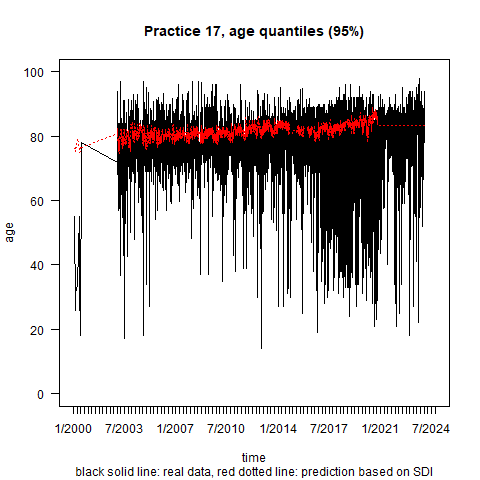 Practice 17, age quantiles (95%)
100
80
60
40
20
0
age
1/2000 7/2003 1/2007 7/2010 1/2014 7/2017 1/2021 7/2024
time
black solid line: real data, red dotted line: prediction based on SDI